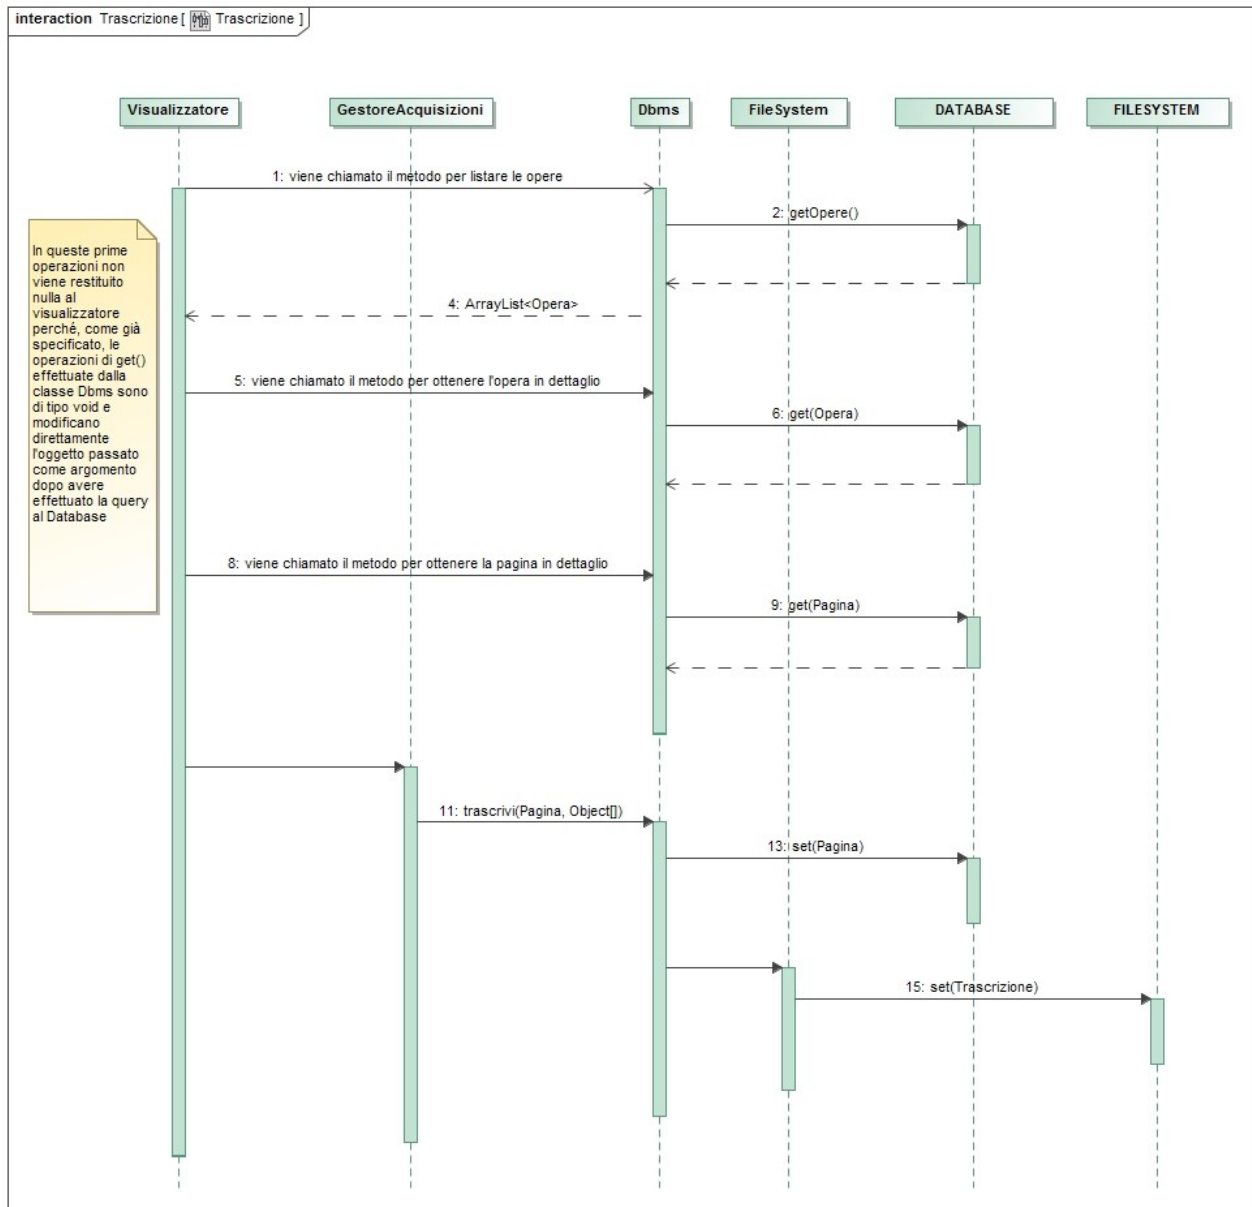 interaction Trascrizione [ Trascrizione ]
Visualizzatore
GestoreAcquisizioni
Dbms
FileSystem
DATABASE
FILESYSTEM
1: viene chiamato il metodo per listare le opere
2: getOpere()
In queste prime
operazioni non
viene restituito
nulla al
visualizzatore
perché, come già
specificato, le
operazioni di get()
effettuate dalla
classe Dbms sono
di tipo void e
modificano
direttamente
l'oggetto passato
come argomento
dopo avere
effettuato la query
al Database
4: ArrayList<Opera>
5: viene chiamato il metodo per ottenere l'opera in dettaglio
6: get(Opera)
8: viene chiamato il metodo per ottenere la pagina in dettaglio
9: get(Pagina)
11: trascrivi(Pagina, Object[])
13: set(Pagina)
15: set(Trascrizione)